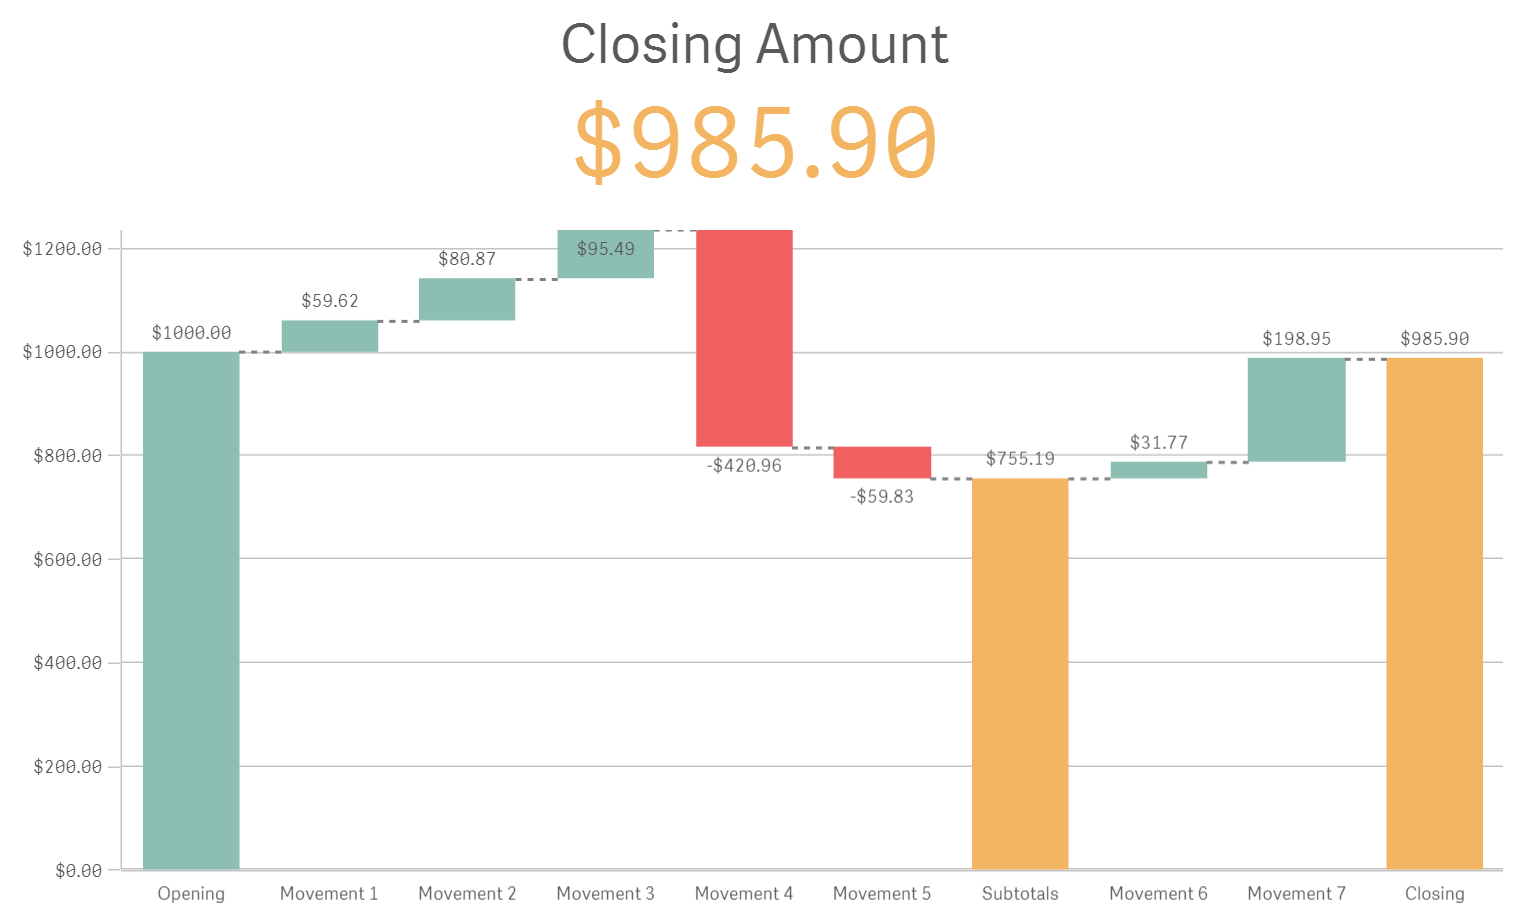 Closing Amount
$985.90
$1200.00
$1000.00
$800.00
$600.00
$400.00
$200.00
$0.00
$1000.00
$59.62
$80.87
$95.49
-$420.96
-$59.83
$755.19
$31.77
$198.95
$985.90
Opening
Movement 1
Movement 2
Movement 3
Movement 4
Movement 5
Subtotals
Movement 6
Movement 7
Closing